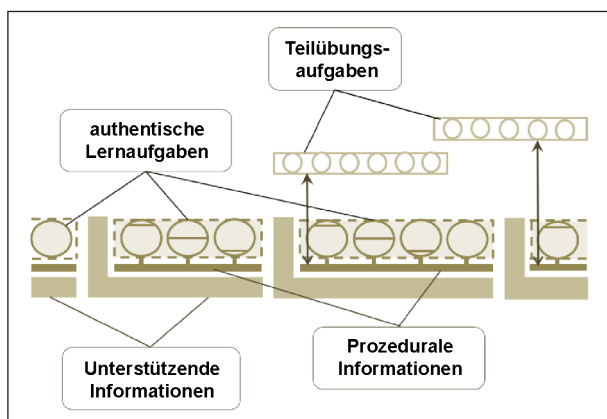 Teilübungs-
aufgaben
authentische
Lernaufgaben
Unterstützende
Informationen
Prozedurale
Informationen